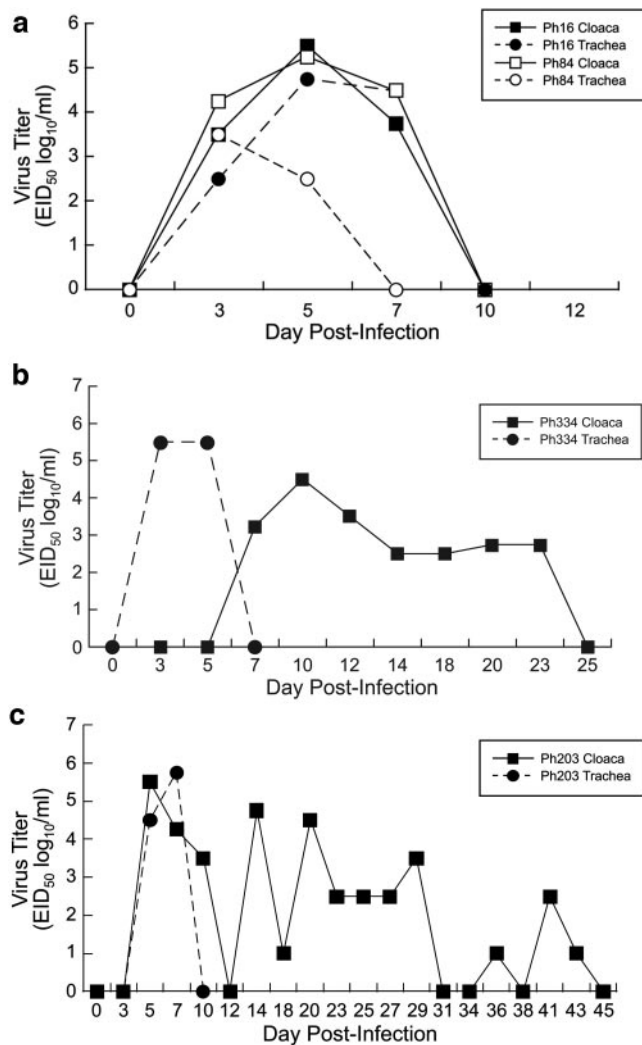 a
Virus Titer
(EID50 log10/ml)
6
5
4
3
2
1
0
0 3 5 7 10 12
Day Post-Infection
Ph16 Cloaca
Ph16 Trachea
Ph84 Cloaca
Ph84 Trachea
b
Virus Titer
(EID50 log10/ml)
7
6
5
4
3
2
1
0
0 3 5 7 10 12 14 18 20 23 25
Day Post-Infection
Ph334 Cloaca
Ph334 Trachea
c
Virus Titer
(EID50 log10/ml)
7
6
5
4
3
2
1
0
0 3 5 7 10 12 14 18 20 23 25 27 29 31 34 36 38 41 43 45
Day Post-Infection
Ph203 Cloaca
Ph203 Trachea